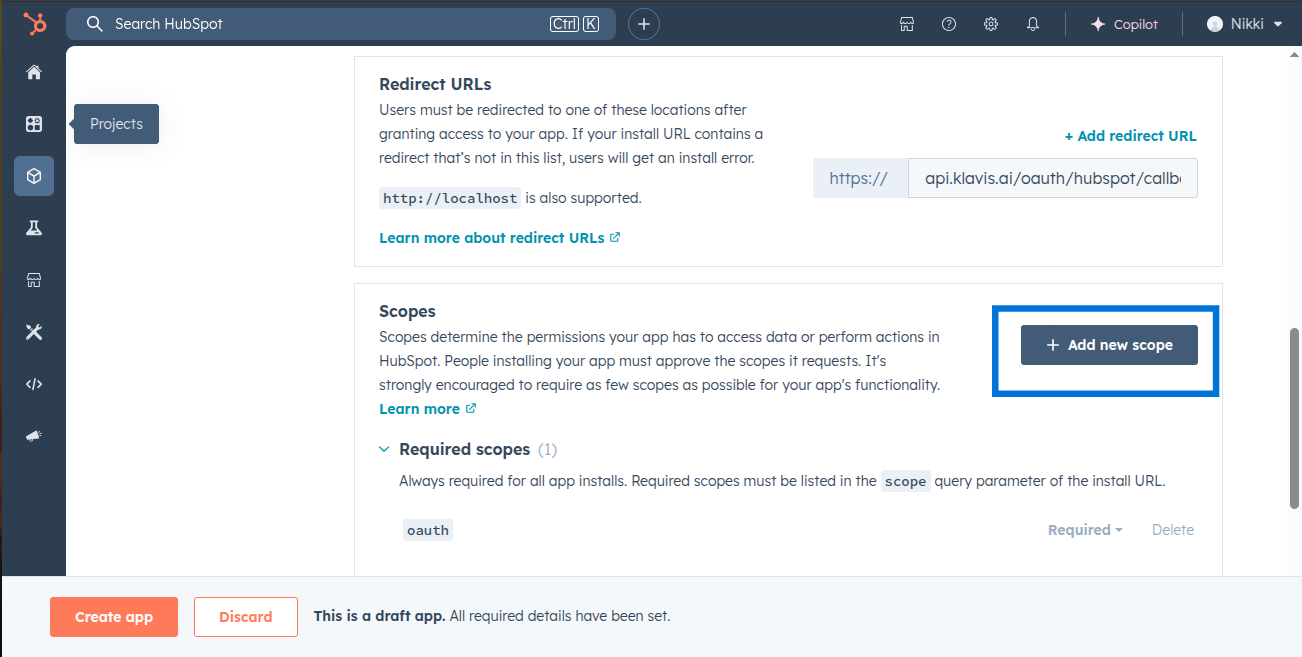 Search HubSpot
Ctrl K
Copilot
Nikki
Projects
Redirect URLs
Users must be redirected to one of these locations after
granting access to your app. If your install URL contains a
redirect that's not in this list, users will get an install error.
http://localhost is also supported.
Learn more about redirect URLs
+ Add redirect URL
https://
api.klavis.ai/oauth/hubspot/callb
Scopes
Scopes determine the permissions your app has to access data or perform actions in
HubSpot. People installing your app must approve the scopes it requests. It's
strongly encouraged to require as few scopes as possible for your app's functionality.
Learn more
+ Add new scope
Required scopes (1)
Always required for all app installs. Required scopes must be listed in the scope query parameter of the install URL.
oauth
Required
Delete
Create app
Discard
This is a draft app. All required details have been set.